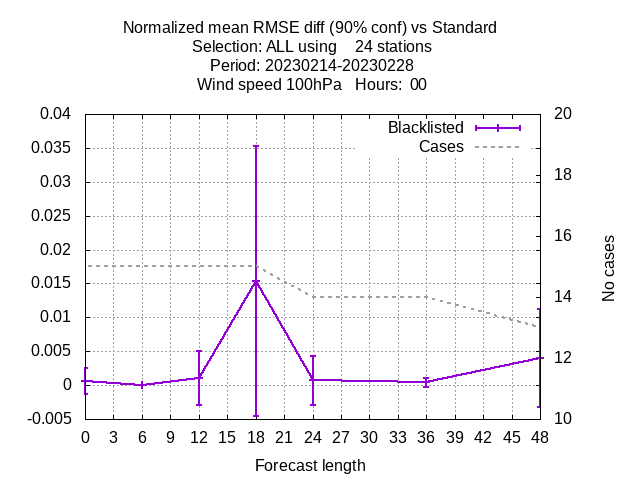 Normalized mean RMSE diff (90% conf) vs Standard
Selection: ALL using    24 stations
Period: 20230214-20230228
Wind speed 100hPa   Hours:  00
Blacklisted
Cases
0.04
0.035
0.03
0.025
0.02
0.015
0.01
0.005
0
-0.005
20
18
16
14
12
10
No cases
0 3 6 9 12 15 18 21 24 27 30 33 36 39 42 45 48
Forecast length